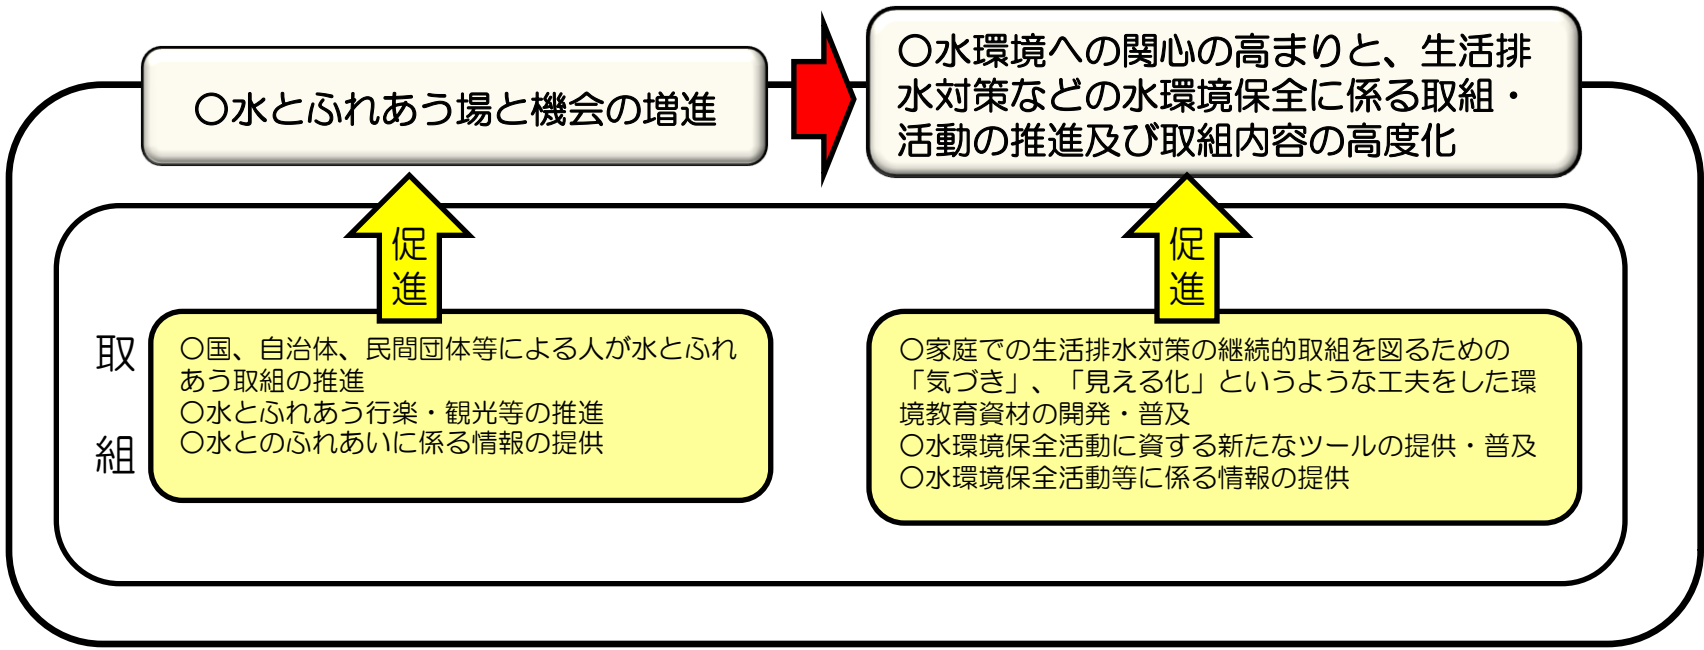 〇水とふれあう場と機会の増進
〇水環境への関心の高まりと、生活排
水対策などの水環境保全に係る取組・
活動の推進及び取組内容の高度化
促
進
促
進
取
組
〇国、自治体、民間団体等による人が水とふれ
あう取組の推進
〇水とふれあう行楽・観光等の推進
〇水とのふれあいに係る情報の提供
〇家庭での生活排水対策の継続的取組を図るための
「気づき」、「見える化」というような工夫をした環
境教育資材の開発・普及
〇水環境保全活動に資する新たなツールの提供・普及
〇水環境保全活動等に係る情報の提供